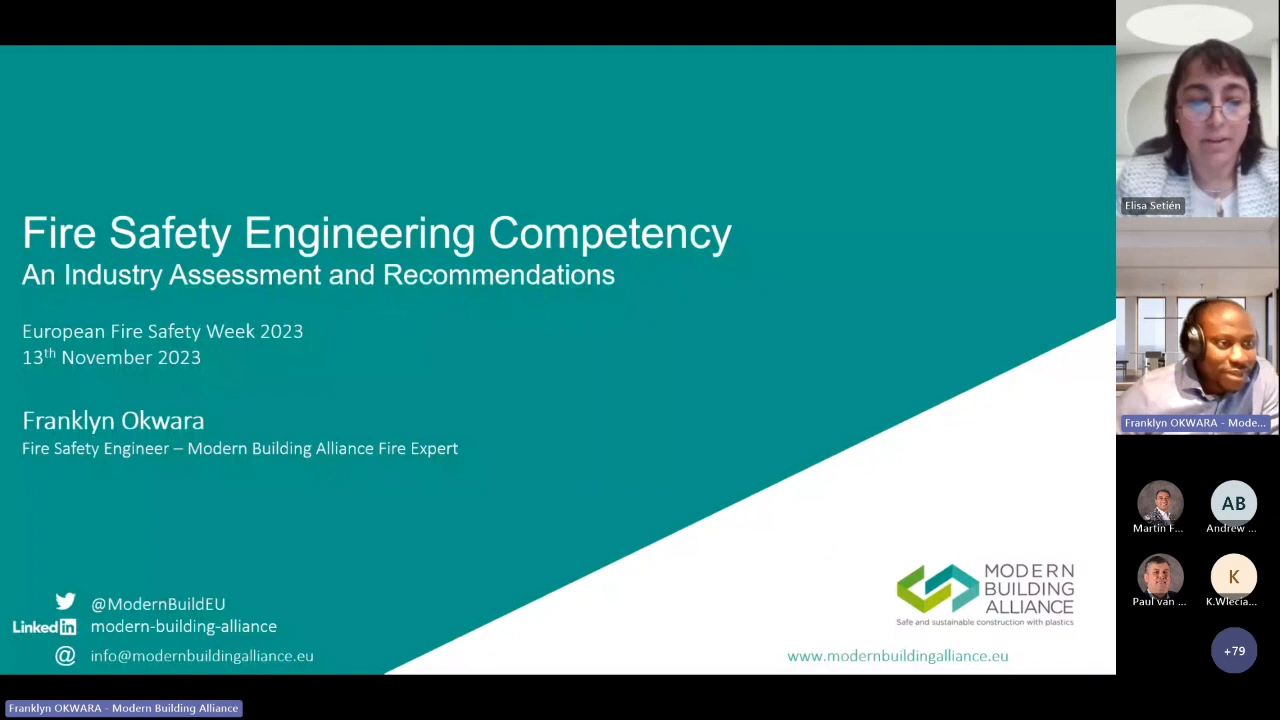 Fire Safety Engineering Competency
An Industry Assessment and Recommendations
European Fire Safety Week 2023
13th November 2023
Franklyn Okwara
Fire Safety Engineer – Modern Building Alliance Fire Expert
@ModernBuildEU
Linked in modern-building-alliance
@ info@modernbuildingalliance.eu
MODERN
BUILDING
ALLIANCE
Safe and sustainable construction with plastics
www.modernbuildingalliance.eu
Franklyn OKWARA - Modern Building Alliance
Elisa Setién
Franklyn OKWARA - Mode...
Martin F...
AB
Andrew ...
Paul van ...
K
K.Wlecia...
+79